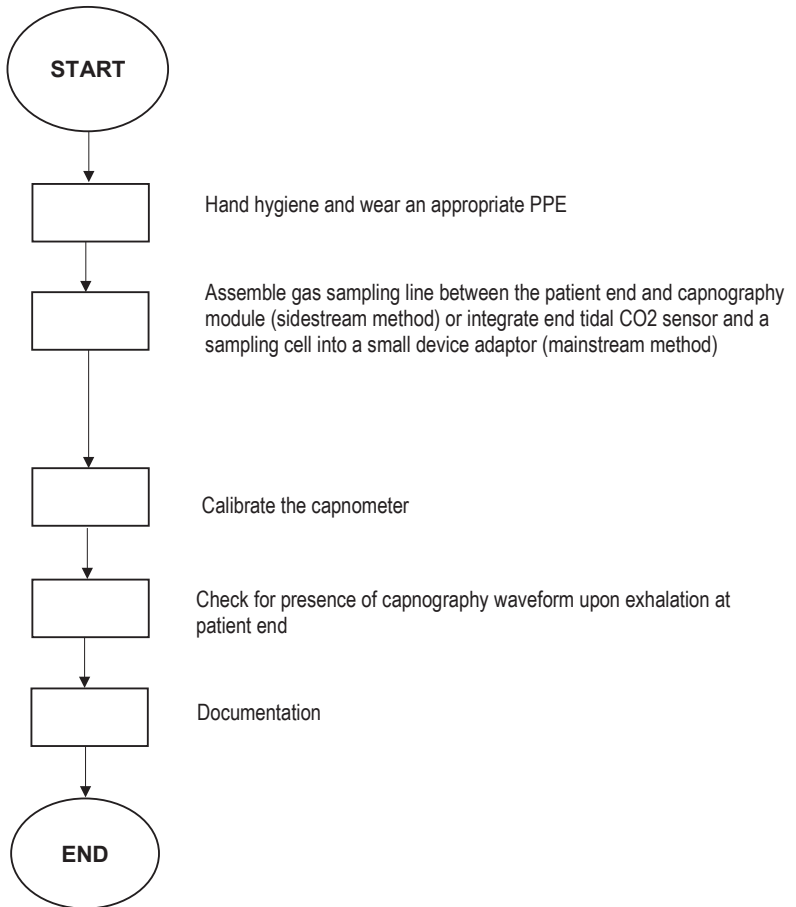 START
Hand hygiene and wear an appropriate PPE
Assemble gas sampling line between the patient end and capnography
module (sidestream method) or integrate end tidal CO2 sensor and a
sampling cell into a small device adaptor (mainstream method)
Calibrate the capnometer
Check for presence of capnography waveform upon exhalation at
patient end
Documentation
END